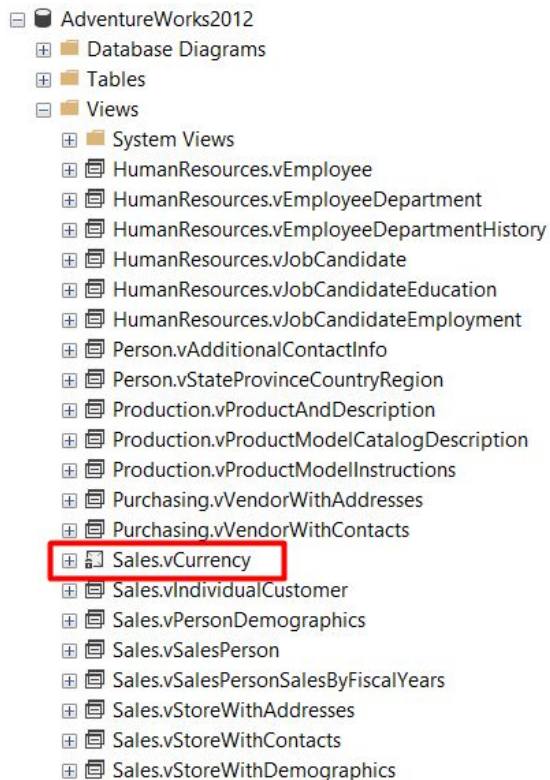 AdventureWorks2012
Database Diagrams
Tables
Views
System Views
HumanResources.vEmployee
HumanResources.vEmployeeDepartment
HumanResources.vEmployeeDepartmentHistory
HumanResources.vJobCandidate
HumanResources.vJobCandidateEducation
HumanResources.vJobCandidateEmployment
Person.vAdditionalContactInfo
Person.vStateProvinceCountryRegion
Production.vProductAndDescription
Production.vProductModelCatalogDescription
Production.vProductModelInstructions
Purchasing.vVendorWithAddresses
Purchasing.vVendorWithContacts
Sales.vCurrency
Sales.vIndividualCustomer
Sales.vPersonDemographics
Sales.vSalesPerson
Sales.vSalesPersonSalesByFiscalYears
Sales.vStoreWithAddresses
Sales.vStoreWithContacts
Sales.vStoreWithDemographics